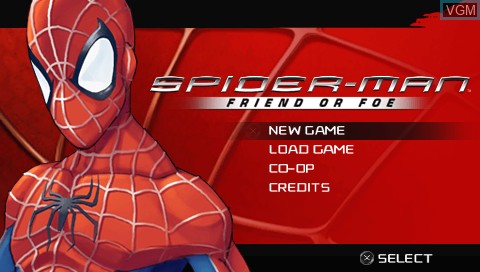 VGM
SPIDER-MAN
FRIEND OR FOE
NEW GAME
LOAD GAME
CO-OP
CREDITS
SELECT